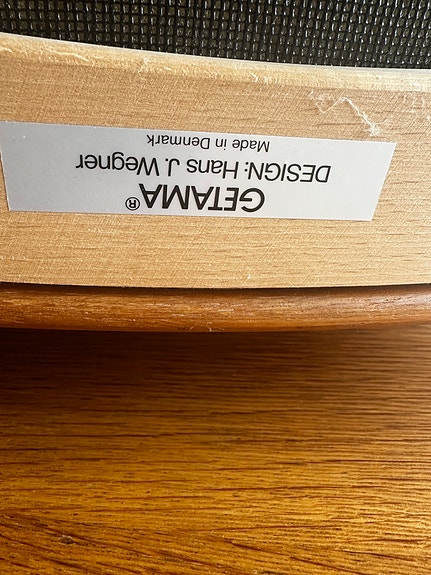 GETAMA®
DESIGN: Hans J. Wegner
Made in Denmark